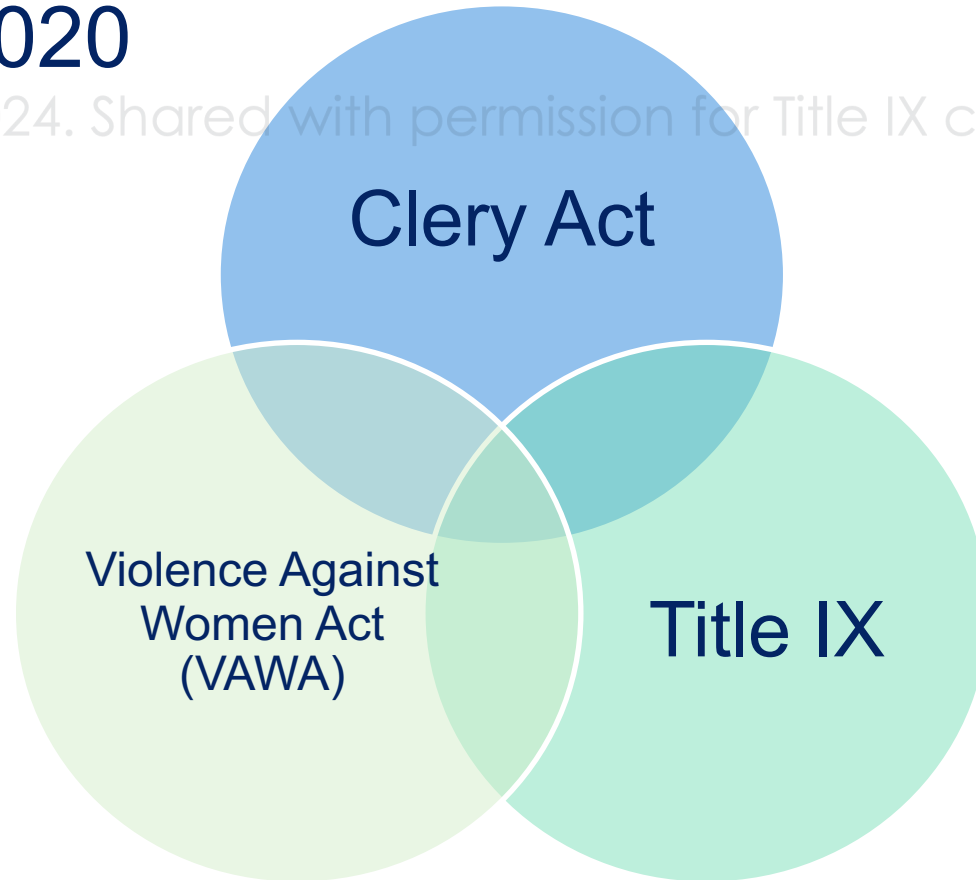 020
24. Shared with permission for Title IX c
Clery Act
Violence Against
Women Act
(VAWA)
Title IX